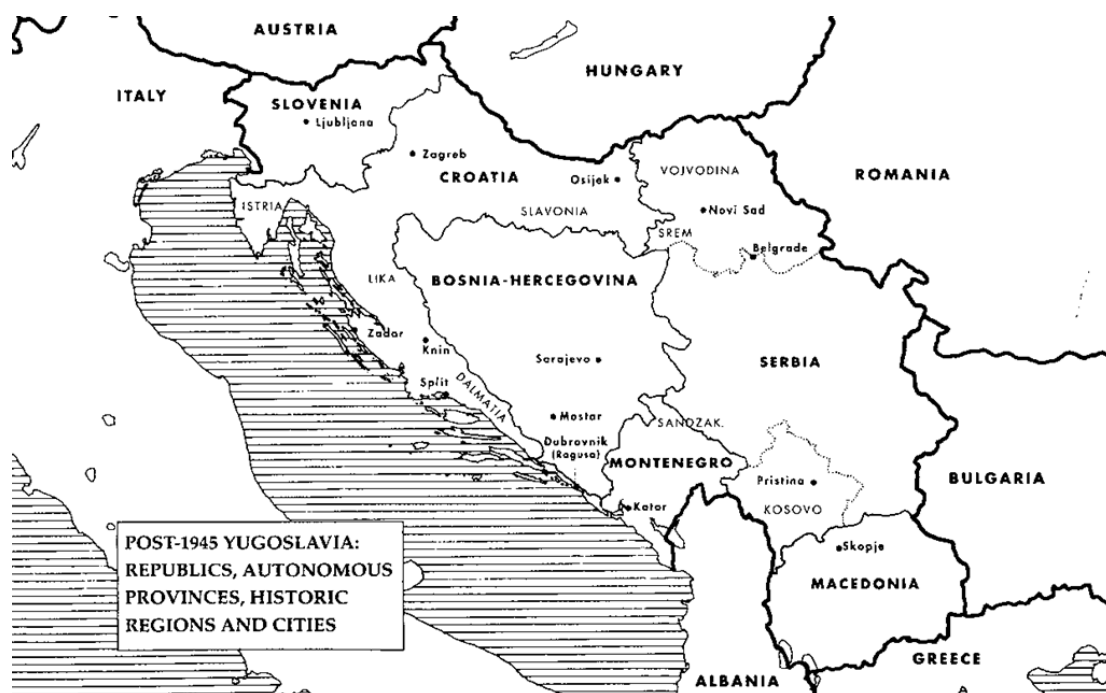 AUSTRIA
HUNGARY
ITALY
SLOVENIA
Ljubljana
Zagreb
CROATIA
Osijek
VOJVODINA
ROMANIA
ISTRIA
SLAVONIA
Novi Sad
SREM
Belgrade
LIKA
BOSNIA-HERCEGOVINA
Zadar
Knin
Sarajevo
SERBIA
Split
DALMATIA
Mostar
SANDZAK.
Dubrovnik
(Ragusa)
MONTENEGRO
Pristina
BULGARIA
Kotor
KOSOVO
POST-1945 YUGOSLAVIA:
REPUBLICS, AUTONOMOUS
PROVINCES, HISTORIC
REGIONS AND CITIES
Skopje
MACEDONIA
GREECE
ALBANIA